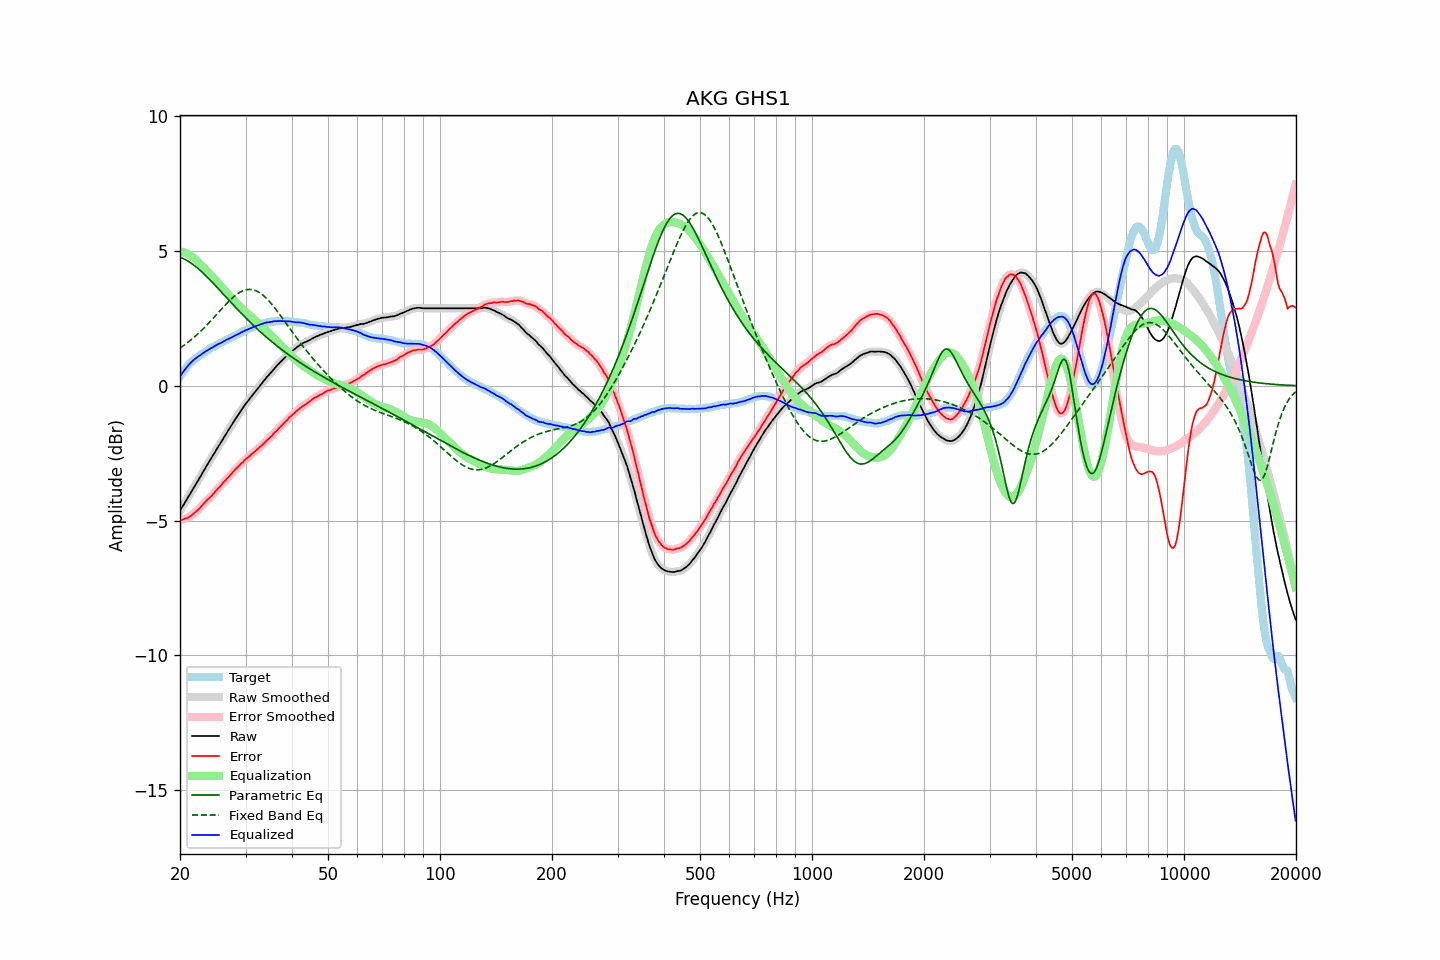 AKG GHS1
10
5
0
−5
−10
−15
Amplitude (dBr)
Target
Raw Smoothed
Error Smoothed
Raw
Error
Equalization
Parametric Eq
Fixed Band Eq
Equalized
20 50 100 200 500 1000 2000 5000 10000 20000
Frequency (Hz)